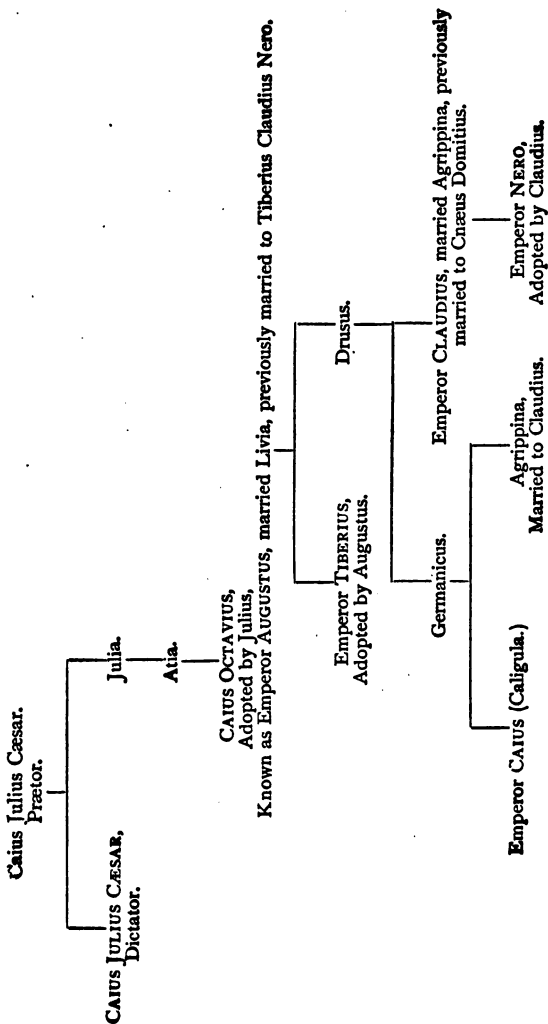 Caius Julius Cæsar.
Prætor.
CAIUS JULIUS CÆSAR,
Dictator.
Julia.
Atia.
CAIUS OCTAVIUS,
Adopted by Julius,
Known as Emperor AUGUSTUS, married Livia, previously married to Tiberius Claudius Nero.
Emperor TIBERIUS,
Adopted by Augustus.
Drusus.
Germanicus.
Emperor CLAUDIUS, married Agrippina, previously
married to Cnæus Domitius.
Emperor CAIUS (Caligula.)
Agrippina,
Married to Claudius.
Emperor NERO,
Adopted by Claudius.